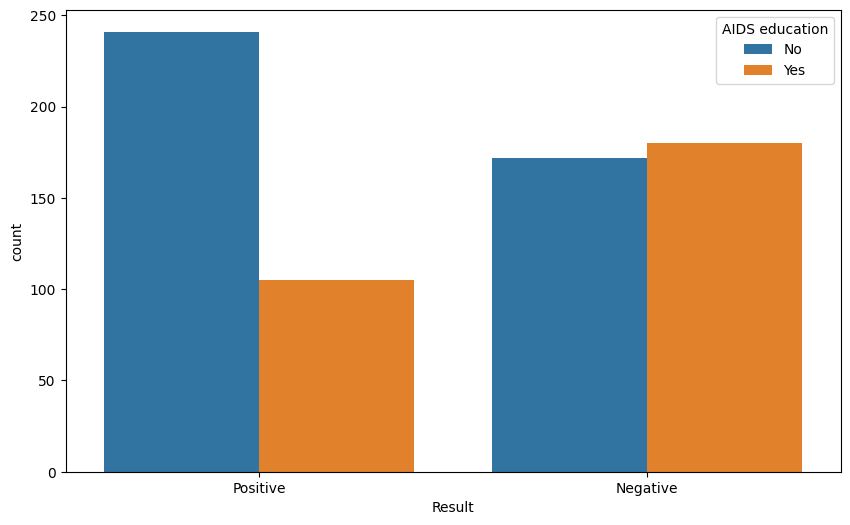 250
200
150
100
50
0
count
AIDS education
No
Yes
Positive Negative
Result